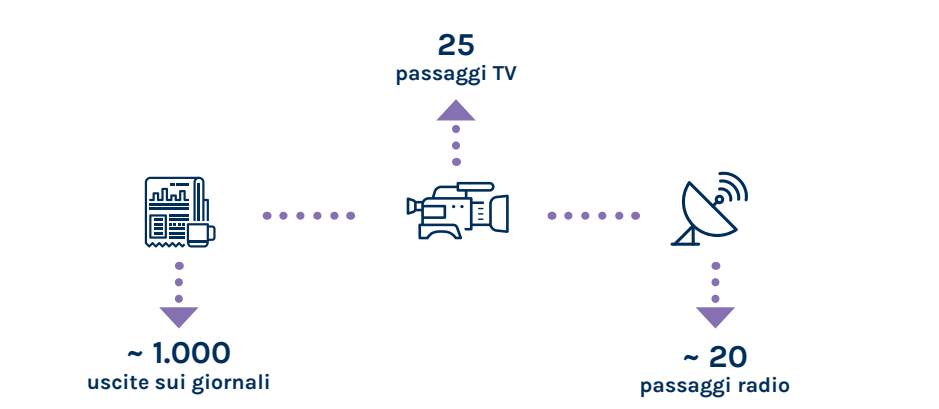 25
passaggi TV
~ 1.000
uscite sui giornali
~ 20
passaggi radio